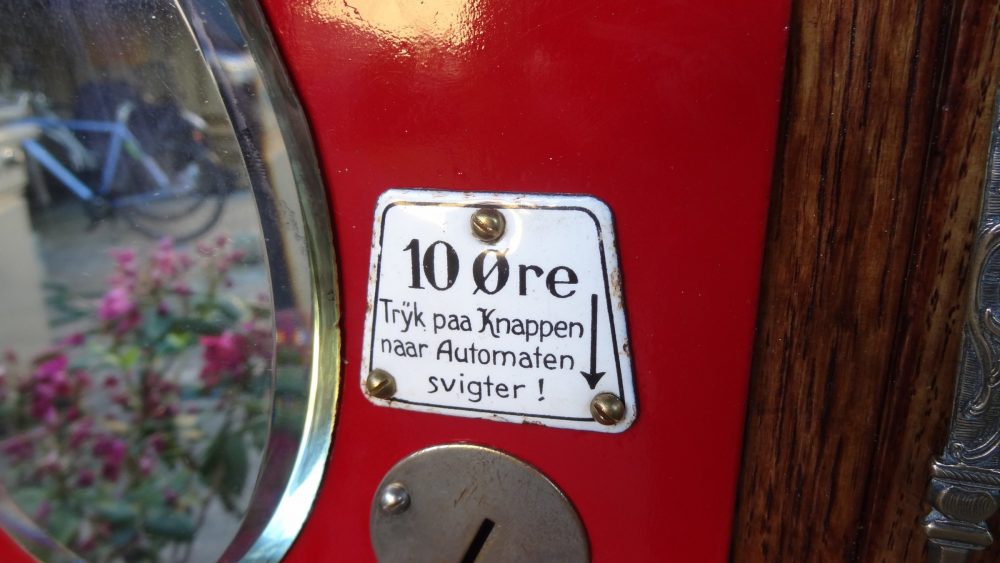 10 Øre
Trÿk paa Knappen
naar Automaten
svigter !